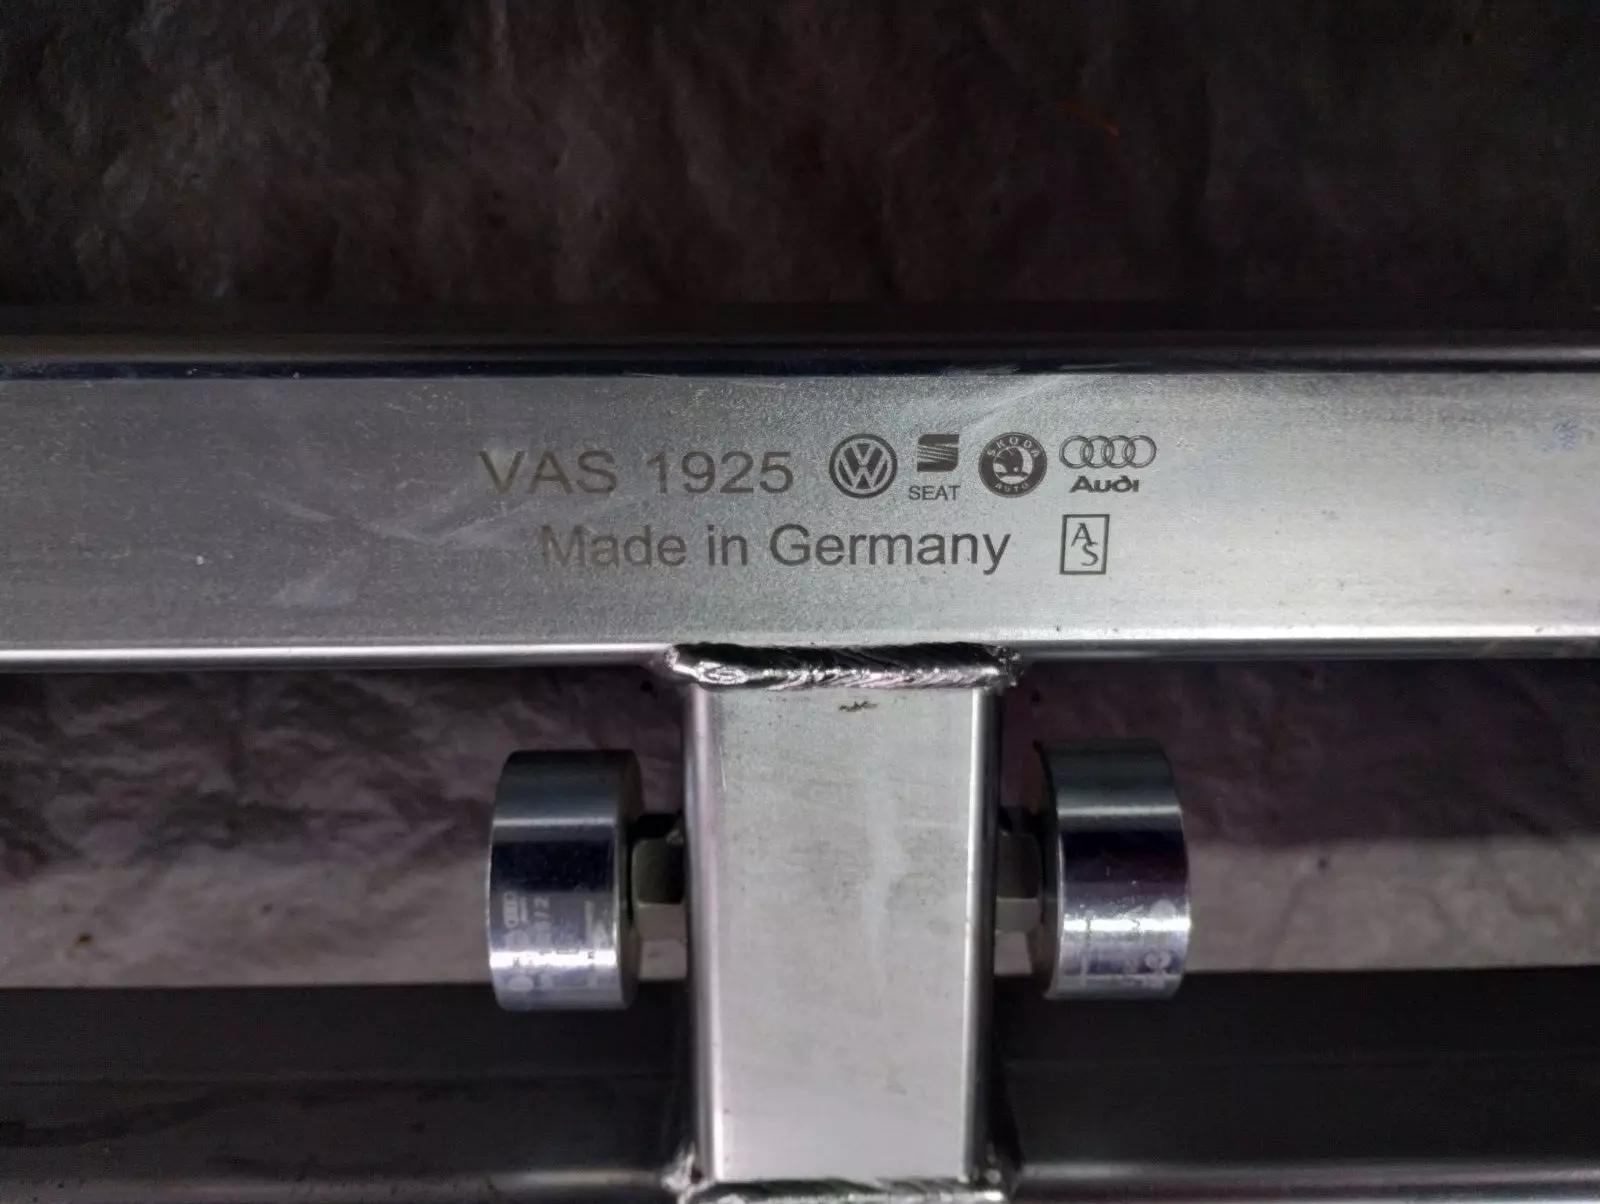 VAS 1925 SEAT ŠKODA AUTO Audi
Made in Germany AS